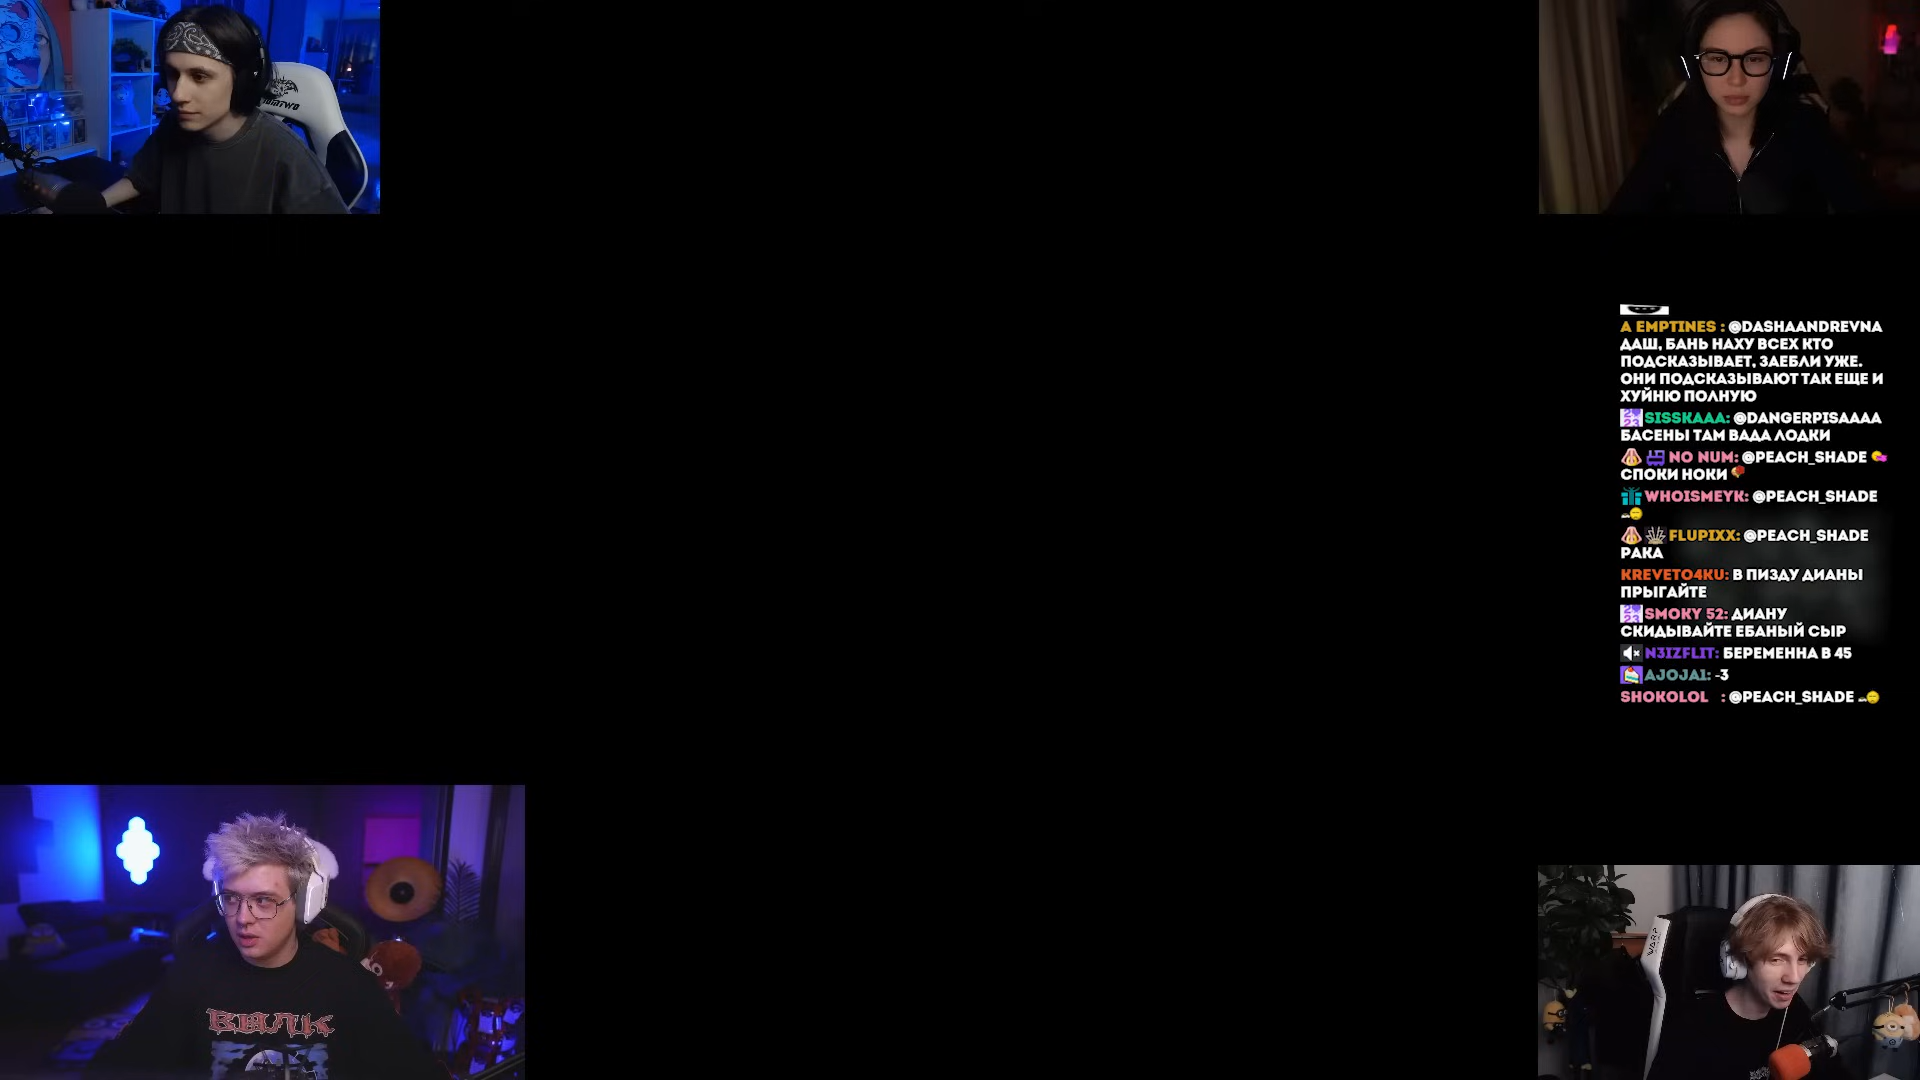 A EMPTINES : @DASHAANDREVNA
ДАШ, БАНЬ НАХУ ВСЕХ КТО
ПОДСКАЗЫВАЕТ, ЗАЕБЛИ УЖЕ.
ОНИ ПОДСКАЗЫВАЮТ ТАК ЕЩЕ И
ХУЙНЮ ПОЛНУЮ
SISSKAAA: @DANGERPISAAAA
БАСЕНЫ ТАМ ВАДА ЛОДКИ
NO NUM: @PEACH_SHADE
СПОКИ НОКИ
WHOISMEYK: @PEACH_SHADE
FLUPIXX: @PEACH_SHADE
РАКА
KREVETO4KU: В ПИЗДУ ДИАНЫ
ПРЫГАЙТЕ
SMOKY 52: ДИАНУ
СКИДЫВАЙТЕ ЕБАНЫЙ СЫР
N3IZFLIT: БЕРЕМЕННА В 45
AJOJA1: -3
SHOKOLOL : @PEACH_SHADE
WARP